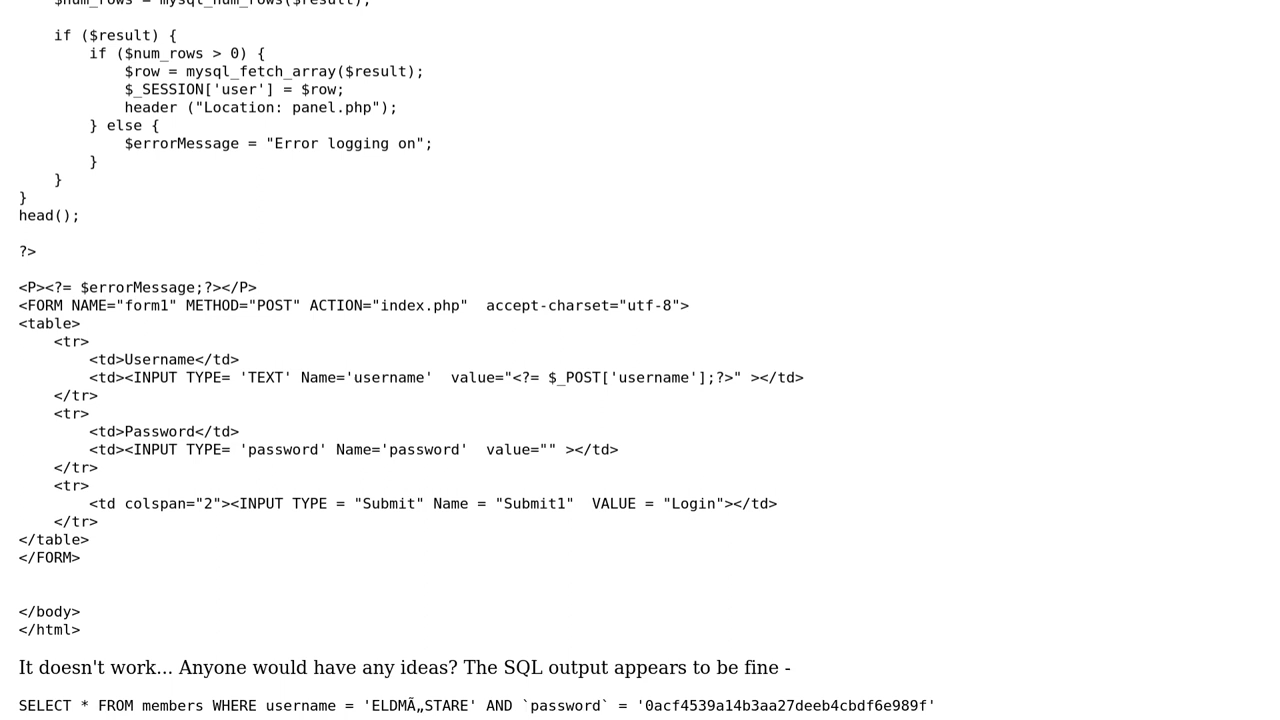 $num_rows = mysql_num_rows($result);
    if ($result) {
        if ($num_rows > 0) {
            $row = mysql_fetch_array($result);
            $_SESSION['user'] = $row;
            header ("Location: panel.php");
        } else {
            $errorMessage = "Error logging on";
        }
    }
}
head();
?>
<P><?= $errorMessage;?></P>
<FORM NAME="form1" METHOD="POST" ACTION="index.php"  accept-charset="utf-8">
<table>
    <tr>
        <td>Username</td>
        <td><INPUT TYPE= 'TEXT' Name='username'  value="<?= $_POST['username'];?>" ></td>
    </tr>
    <tr>
        <td>Password</td>
        <td><INPUT TYPE= 'password' Name='password'  value="" ></td>
    </tr>
    <tr>
        <td colspan="2"><INPUT TYPE = "Submit" Name = "Submit1"  VALUE = "Login"></td>
    </tr>
</table>
</FORM>
</body>
</html>
It doesn't work... Anyone would have any ideas? The SQL output appears to be fine -
SELECT * FROM members WHERE username = 'ELDMÃ„STARE' AND `password` = '0acf4539a14b3aa27deeb4cbdf6e989f'